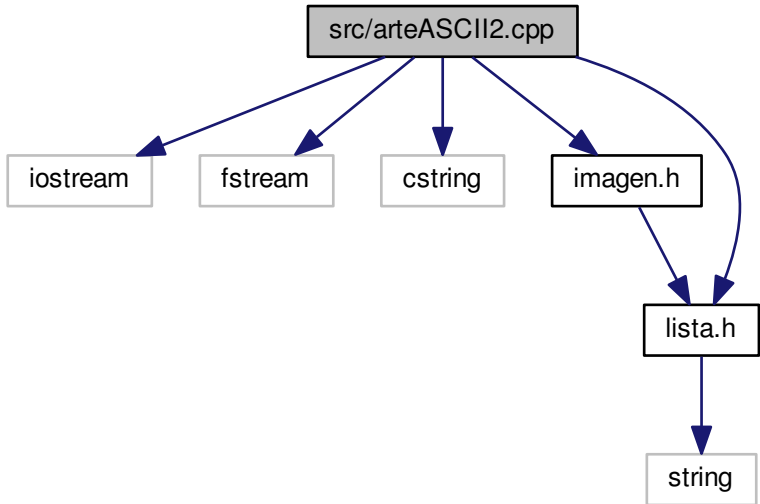 src/arteASCII2.cpp
iostream
fstream
cstring
imagen.h
lista.h
string